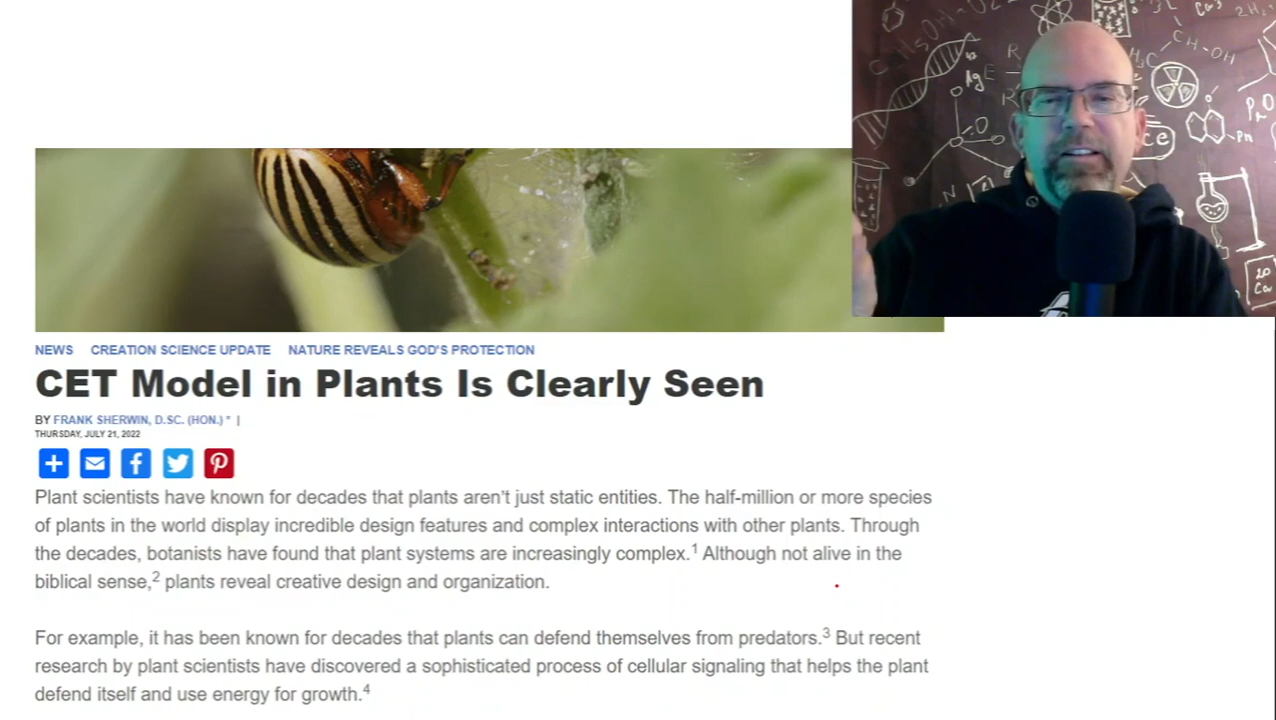 NEWS CREATION SCIENCE UPDATE NATURE REVEALS GOD'S PROTECTION
CET Model in Plants Is Clearly Seen
BY FRANK SHERWIN, D.SC. (HON.) * |
THURSDAY, JULY 21, 2022
Plant scientists have known for decades that plants aren't just static entities. The half-million or more species
of plants in the world display incredible design features and complex interactions with other plants. Through
the decades, botanists have found that plant systems are increasingly complex.1 Although not alive in the
biblical sense,2 plants reveal creative design and organization.
For example, it has been known for decades that plants can defend themselves from predators.3 But recent
research by plant scientists have discovered a sophisticated process of cellular signaling that helps the plant
defend itself and use energy for growth.4
CH-OH
Ag
Ce
20
Ca